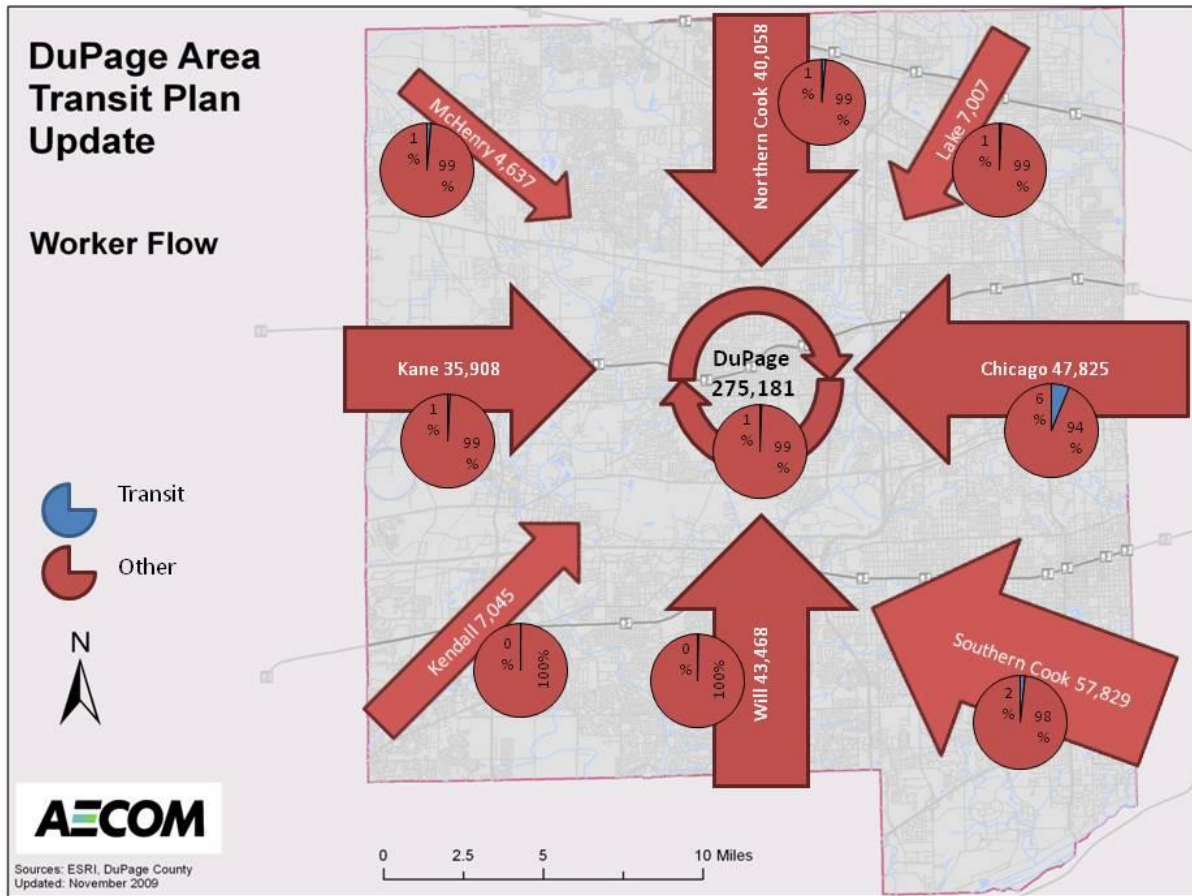 DuPage Area
Transit Plan
Update
Worker Flow
McHenry 4,637
1
%
99
%
Northern Cook 40,058
1
%
99
%
Lake 7,007
1
%
99
%
Kane 35,908
1
%
99
%
DuPage
275,181
1
%
99
%
Chicago 47,825
6
%
94
%
Transit
Other
Kendall 7,045
0
%
100%
Will 43,468
0
%
100%
Southern Cook 57,829
2
%
98
%
N
AECOM
Sources: ESRI, DuPage County
Updated: November 2009
0 2.5 5 10 Miles